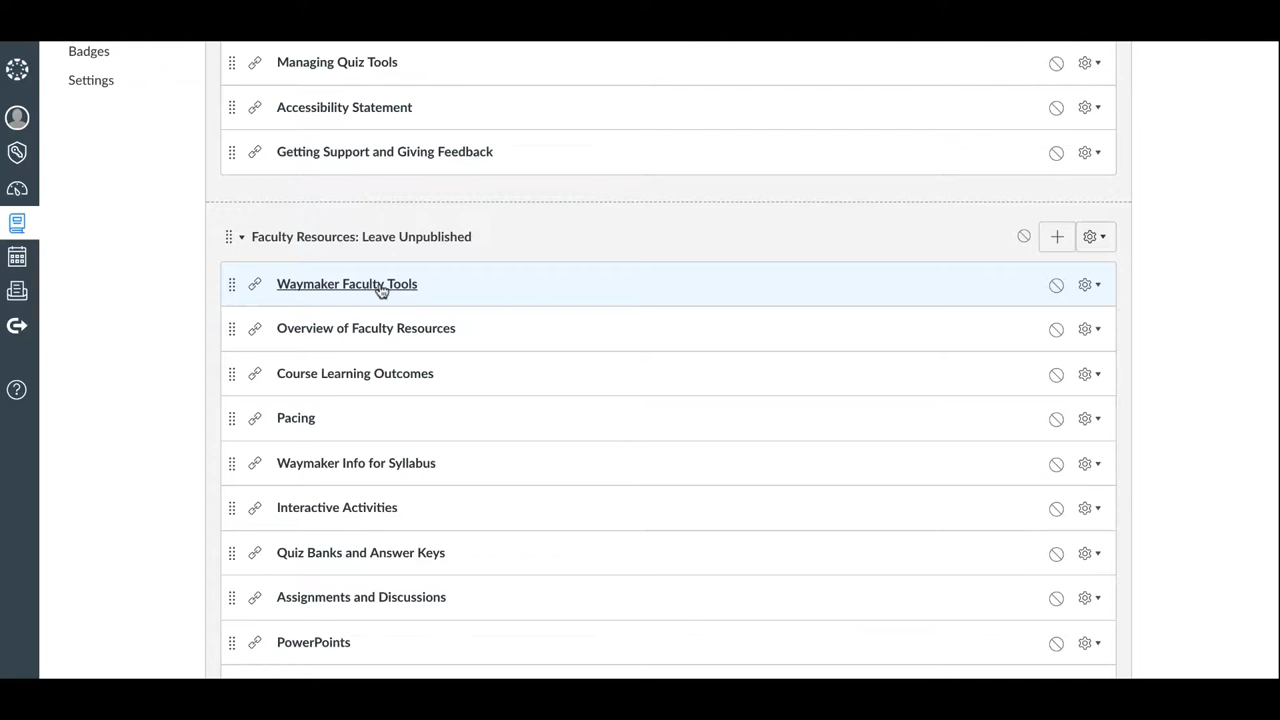 Badges
Settings
Managing Quiz Tools
Accessibility Statement
Getting Support and Giving Feedback
Faculty Resources: Leave Unpublished
Waymaker Faculty Tools
Overview of Faculty Resources
Course Learning Outcomes
Pacing
Waymaker Info for Syllabus
Interactive Activities
Quiz Banks and Answer Keys
Assignments and Discussions
PowerPoints